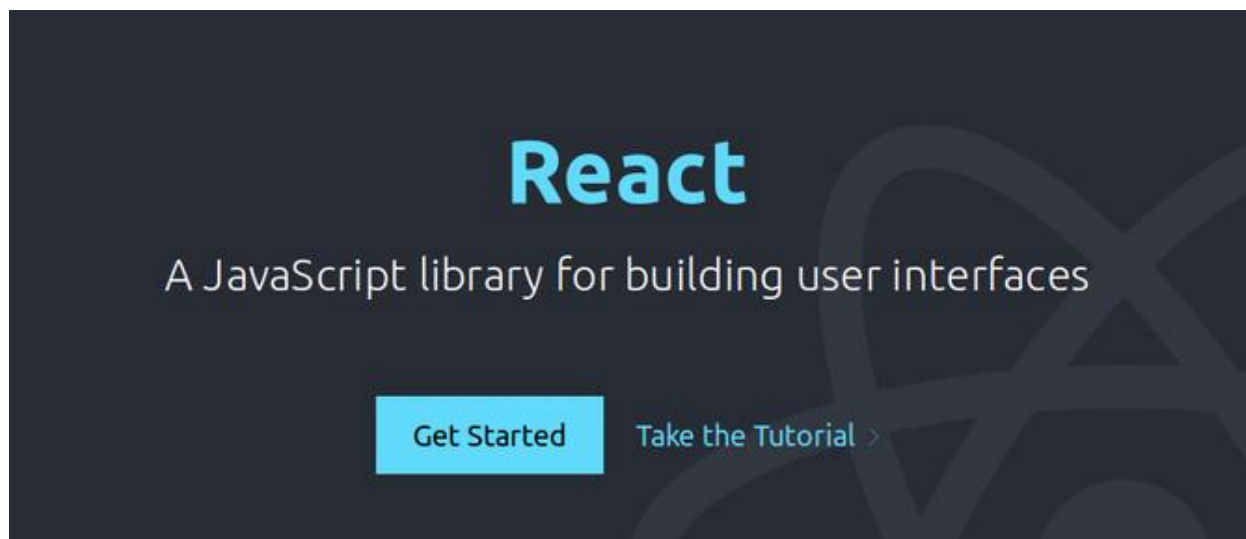 React
A JavaScript library for building user interfaces
Get Started Take the Tutorial >